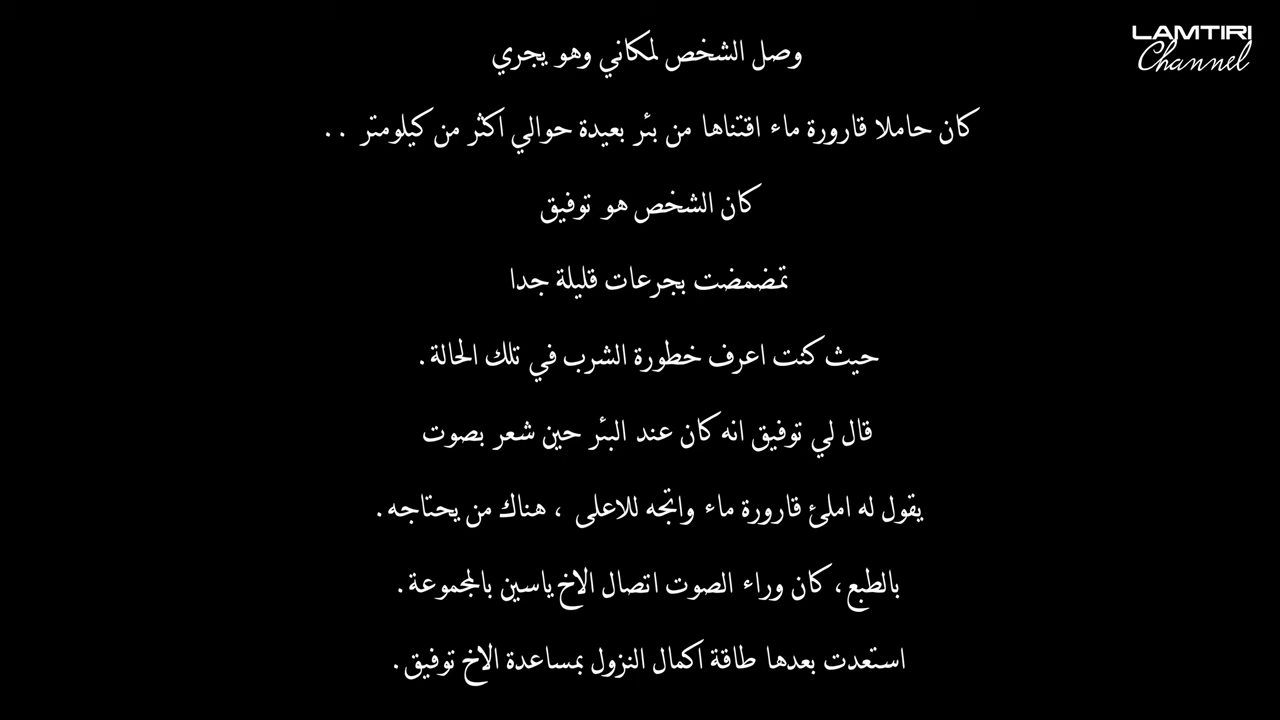 LAMTIRI
Channel
وصل الشخص لمكاني وهو يجري
كان حاملا قارورة ماء اقتناها من بئر بعيدة حوالي اكثر من كيلومتر ..
كان الشخص هو توفيق
تمضمضت بجرعات قليلة جدا
حيث كنت اعرف خطورة الشرب في تلك الحالة.
قال لي توفيق انه كان عند البئر حين شعر بصوت
يقول له املئ قارورة ماء واتجه للاعلى ، هناك من يحتاجه.
بالطبع، كان وراء الصوت اتصال الاخ ياسين بالمجموعة.
استعدت بعدها طاقة اكمال النزول بمساعدة الاخ توفيق.